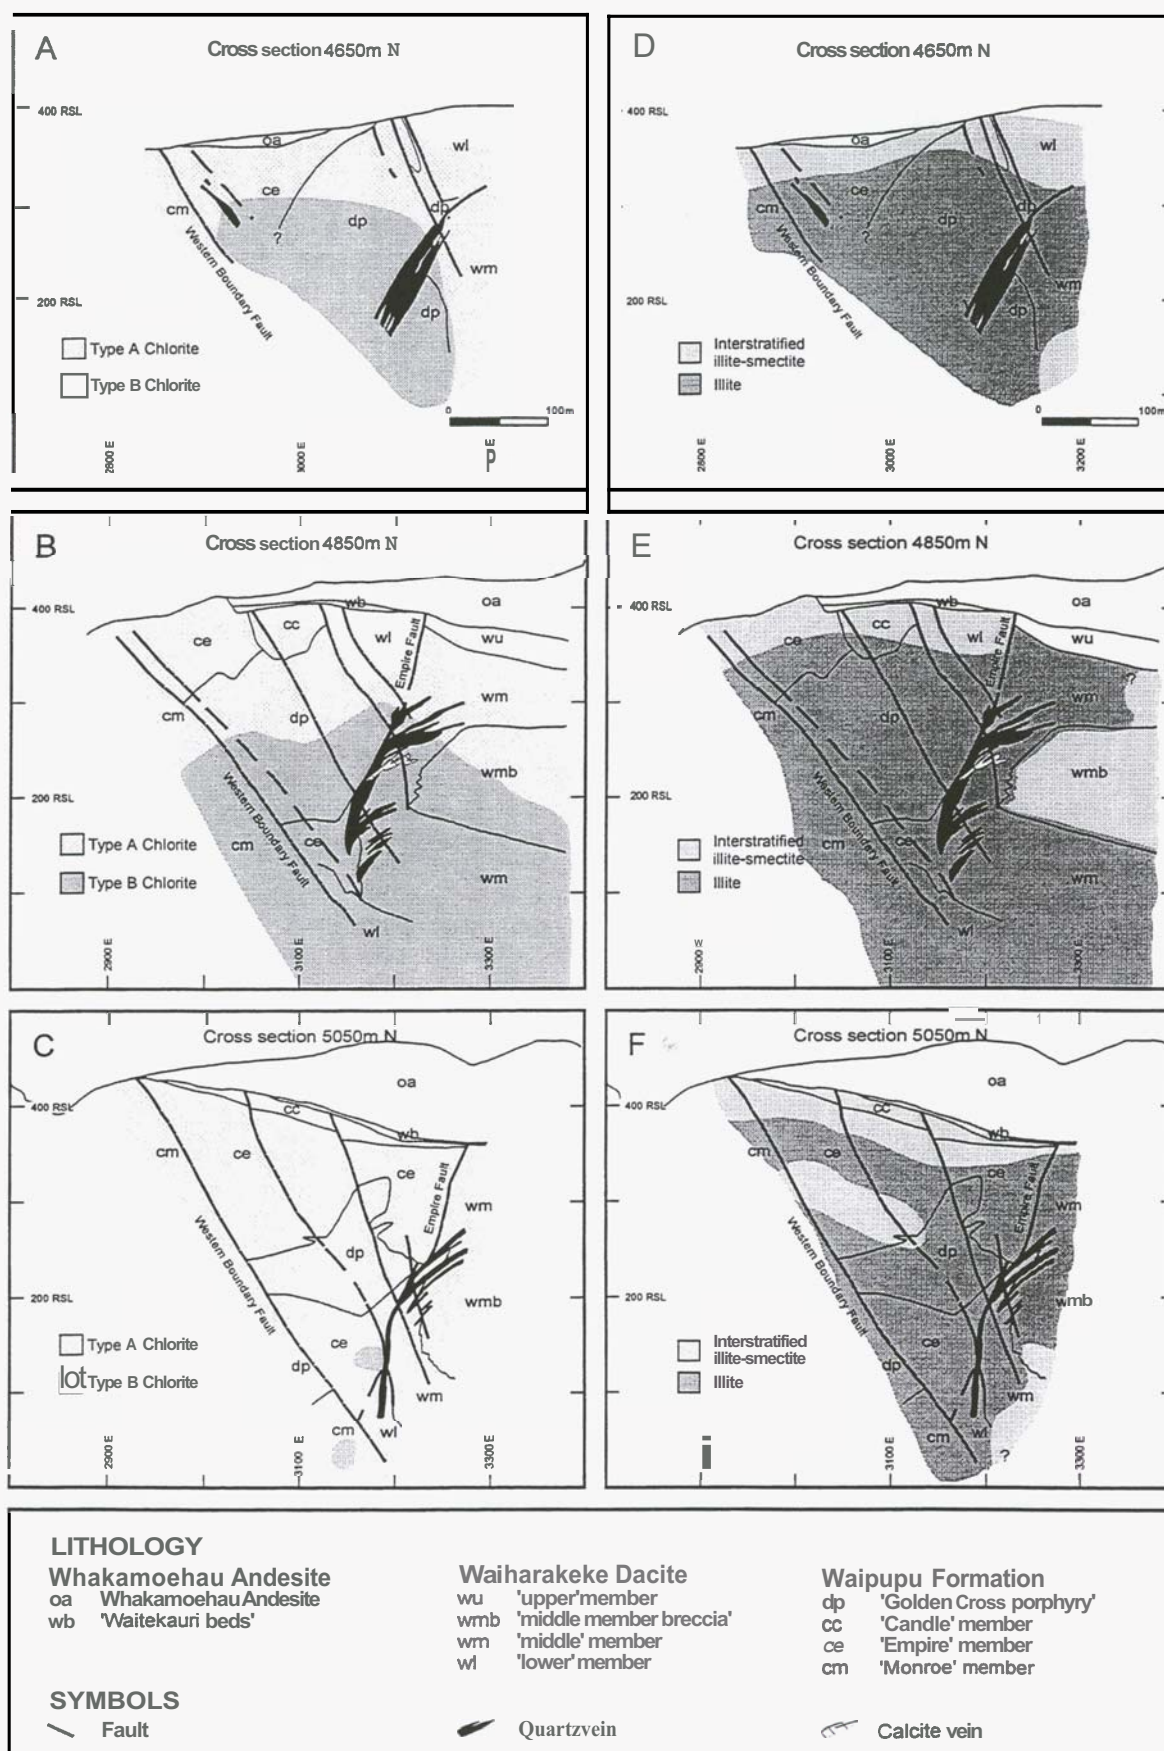 A
Cross section 4650m N
400 RSL
oa
wl
ce
cm
dp
dp
?
wm
Western Boundary Fault
200 RSL
dp
Type A Chlorite
Type B Chlorite
0
100m
2800 E
E
P
D
Cross section 4650m N
400 RSL
oa
wl
ce
cm
dp
dp
?
wm
Western Boundary Fault
200 RSL
dp
Interstratified
illite-smectite
Illite
0
100m
3000 E
3200 E
B
Cross section 4850m N
400 RSL
wb
oa
cc
ce
wl
wu
Empire Fault
wm
cm
dp
wmb
200 RSL
Western Boundary Fault
Type A Chlorite
cm
ce
Type B Chlorite
wm
wl
2900 E
3100 E
3300 E
E
Cross section 4850m N
400 RSL
wb
oa
cc
ce
wl
wu
Empire Fault
?
wm
cm
dp
wmb
200 RSL
Western Boundary Fault
Interstratified
illite-smectite
cm
ce
Illite
wm
wl
2900 W
3100 E
3300 E
C
Cross section 5050m N
oa
400 RSL
cc
wb
cm
ce
ce
Empire Fault
wm
Western Boundary Fault
dp
200 RSL
wmb
Type A Chlorite
ce
dp
lot Type B Chlorite
wm
cm
wl
2900 E
3100 E
3300 E
F
Cross section 5050m N
oa
400 RSL
cc
wb
cm
ce
ce
Empire Fault
wm
Western Boundary Fault
dp
200 RSL
wmb
Interstratified
illite-smectite
ce
dp
Illite
wm
cm
wl
?
i
3100 E
3300 E
LITHOLOGY
Whakamoehau Andesite
oa Whakamoehau Andesite
wb 'Waitekauri beds'
Waiharakeke Dacite
wu 'upper' member
wmb 'middle member breccia'
wm 'middle' member
wl 'lower' member
Waipupu Formation
dp 'Golden Cross porphyry'
cc 'Candle' member
ce 'Empire' member
cm 'Monroe' member
SYMBOLS
Fault
Quartzvein
Calcite vein